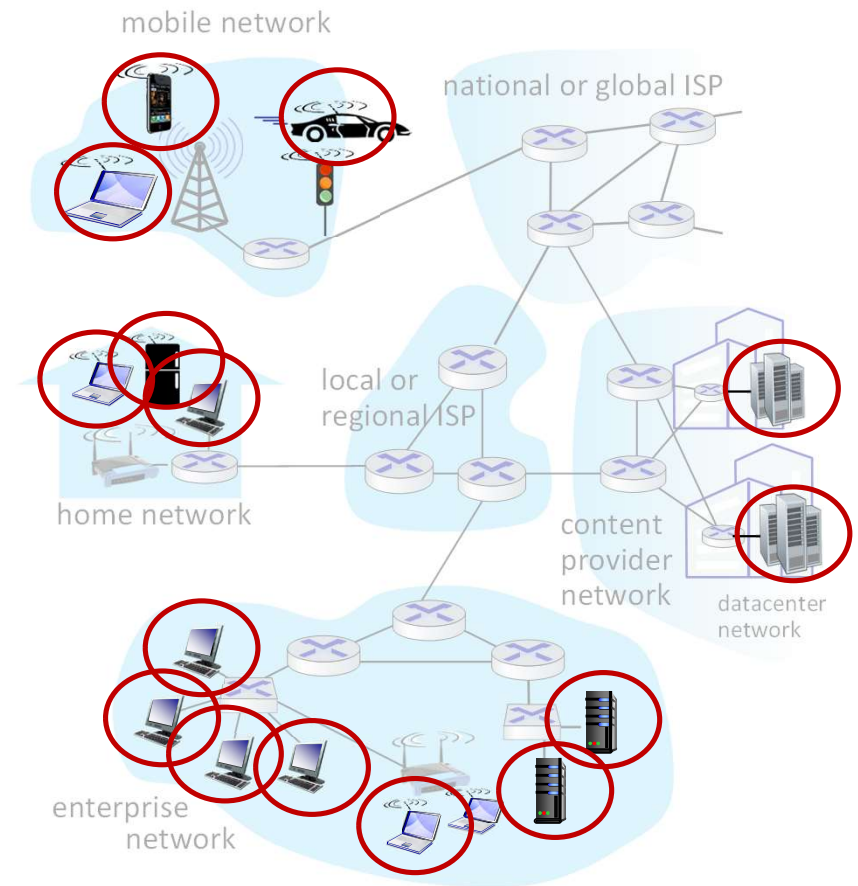 mobile network
national or global ISP
local or
regional ISP
home network
content
provider
network
datacenter
network
enterprise
network